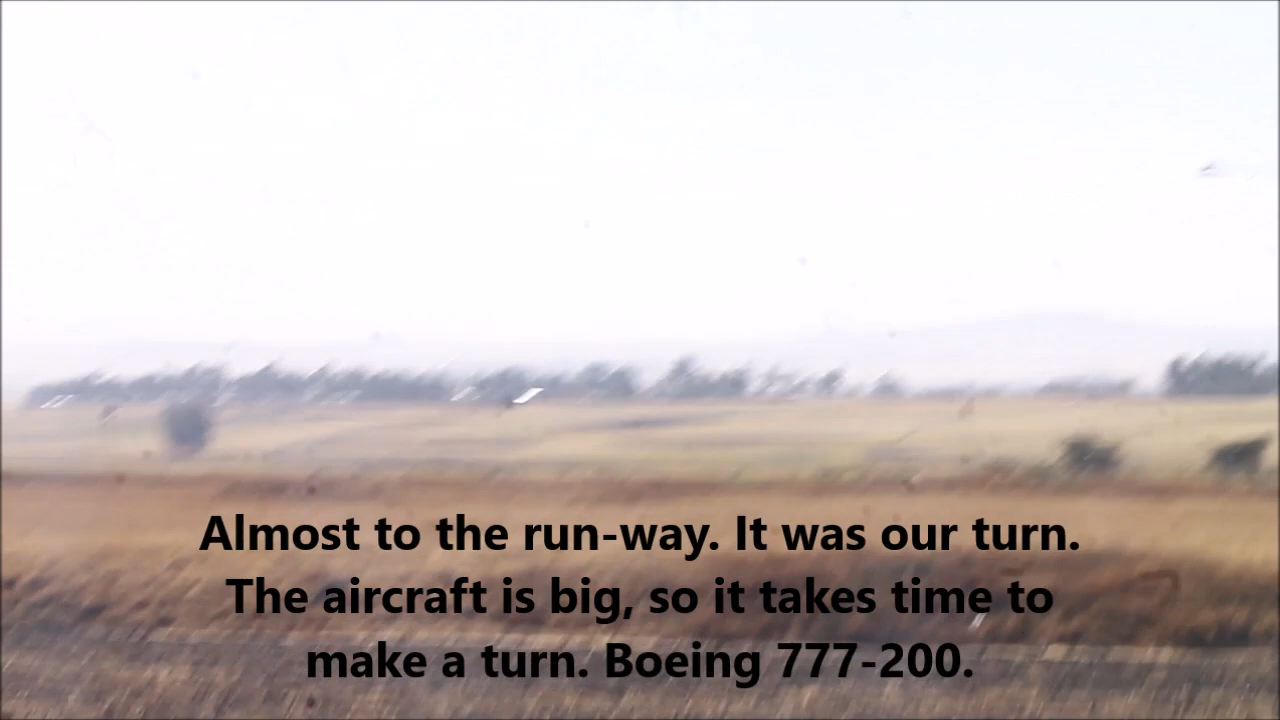 Almost to the run-way. It was our turn.
The aircraft is big, so it takes time to
make a turn. Boeing 777-200.